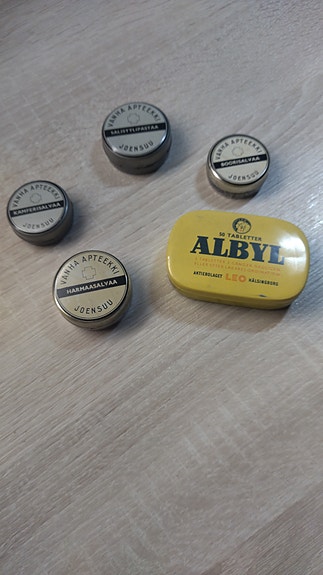 VANHA APTEEKKI
SALISYYLIPASTAA
JOENSUU
VANHA APTEEKKI
BOORISALVAA
JOENSUU
VANHA APTEEKKI
KAMFERISALVAA
JOENSUU
50 TABLETTER
ALBYL
AKTIEBOLAGET LEO HÄLSINGBORG
VANHA APTEEKKI
HARMAASALVAA
JOENSUU